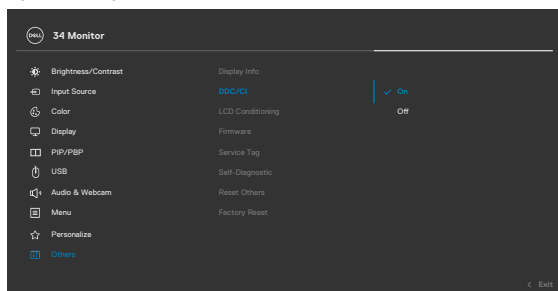 DELL 34 Monitor
Brightness/Contrast Display Info
Input Source DDC/CI On
Color LCD Conditioning Off
Display Firmware
PIP/PBP Service Tag
USB Self-Diagnostic
Audio & Webcam Reset Others
Menu Factory Reset
Personalize
Others
Exit